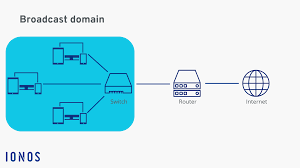 Broadcast domain
Switch
Router
Internet
IONOS